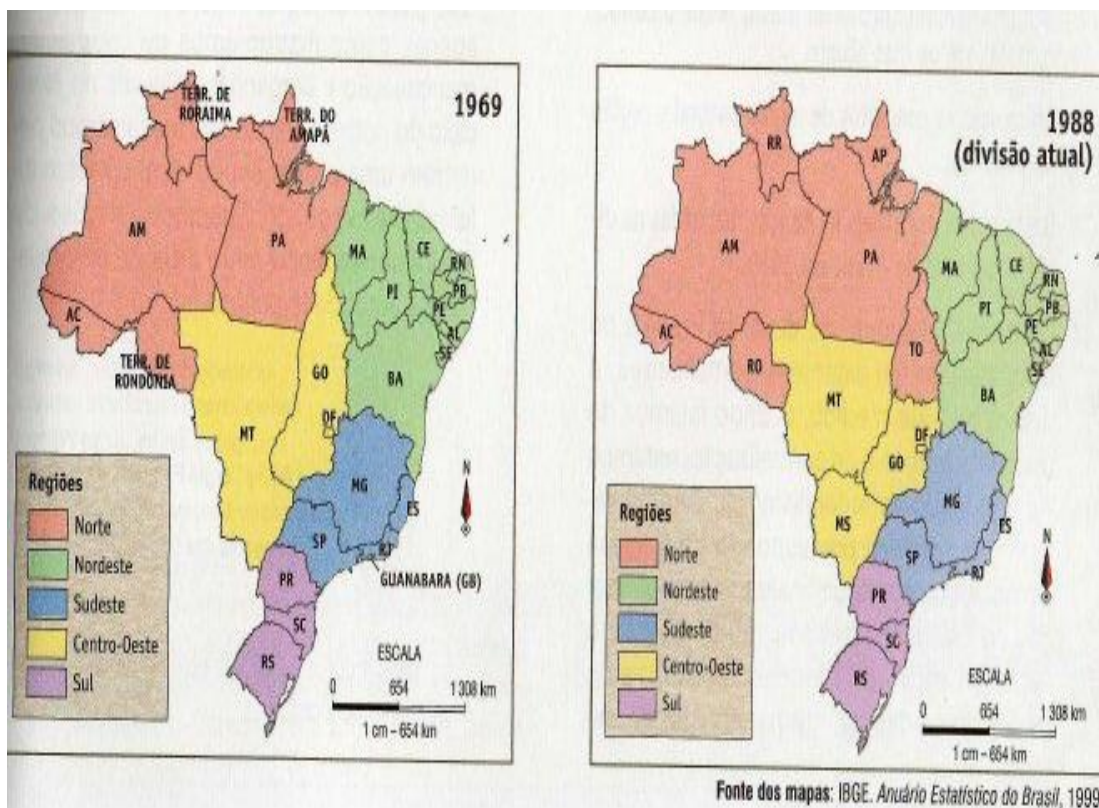 1969
TERR. DE
RORAIMA
TERR. DO
AMAPÁ
AM
PA
MA
CE
RN
PB
PI
PE
AL
SE
AC
TERR. DE
RONDÔNIA
GO
BA
MT
DF
MG
ES
SP
RJ
GUANABARA (GB)
PR
SC
RS
N
Regiões
Norte
Nordeste
Sudeste
Centro-Oeste
Sul
ESCALA
0 654 1 308 km
1 cm – 654 km
1988
(divisão atual)
RR
AP
AM
PA
MA
CE
RN
PB
PI
PE
AL
SE
AC
RO
TO
BA
MT
DF
GO
MG
ES
MS
SP
RJ
PR
SC
RS
N
Regiões
Norte
Nordeste
Sudeste
Centro-Oeste
Sul
ESCALA
0 654 1 308 km
1 cm – 654 km
Fonte dos mapas: IBGE. Anuário Estatístico do Brasil, 1999